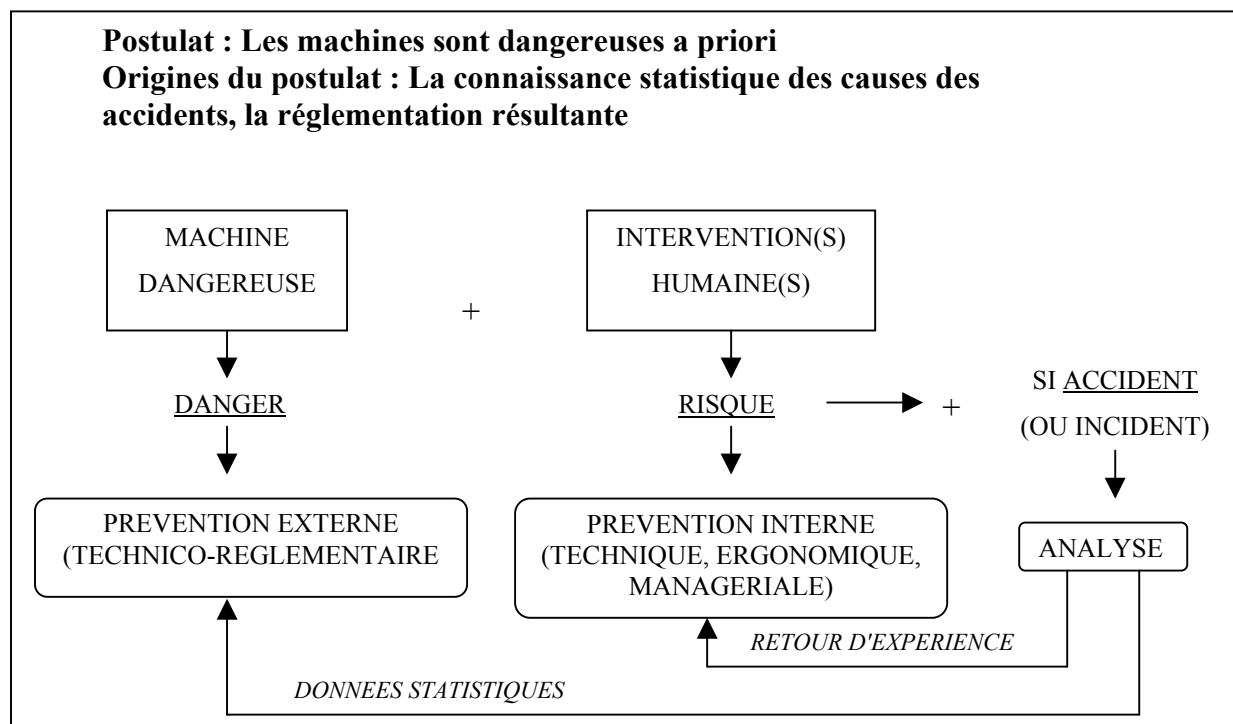 Postulat : Les machines sont dangereuses a priori
Origines du postulat : La connaissance statistique des causes des
accidents, la réglementation résultante
MACHINE
DANGEREUSE
+
INTERVENTION(S)
HUMAINE(S)
DANGER
RISQUE
+
SI ACCIDENT
(OU INCIDENT)
PREVENTION EXTERNE
(TECHNICO-REGLEMENTAIRE
PREVENTION INTERNE
(TECHNIQUE, ERGONOMIQUE,
MANAGERIALE)
ANALYSE
RETOUR D'EXPERIENCE
DONNEES STATISTIQUES